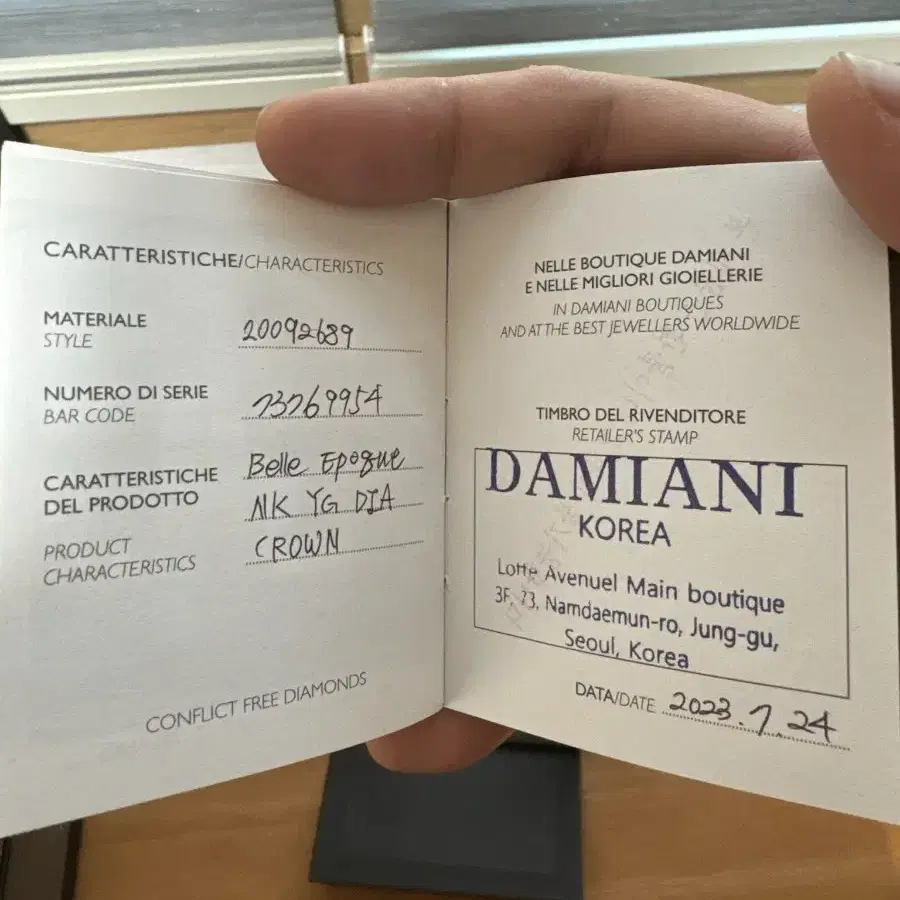 CARATTERISTICHE/CHARACTERISTICS
MATERIALE
STYLE
20092689
NUMERO DI SERIE
BAR CODE
CARATTERISTICHE
DEL PRODOTTO
PRODUCT
CHARACTERISTICS
Belle Epoque
NK YG DIA
CROWN
CONFLICT FREE DIAMONDS
NELLE BOUTIQUE DAMIANI
E NELLE MIGLIORI GIOIELLERIE
IN DAMIANI BOUTIQUES
AND AT THE BEST JEWELLERS WORLDWIDE
TIMBRO DEL RIVENDITORE
RETAILER'S STAMP
DAMIANI
KOREA
Lotte Avenuel Main boutique
3F, 73, Namdaemun-ro, Jung-gu,
Seoul, Korea
DATA/DATE 2023.7.24